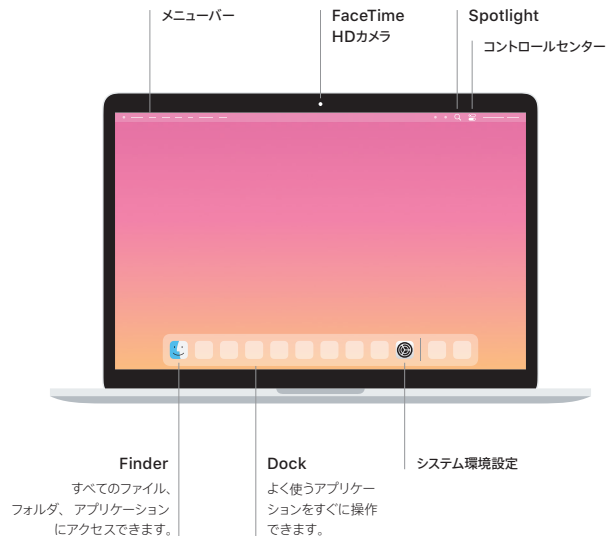 メニューバー
FaceTime
HDカメラ
Spotlight
コントロールセンター
Finder
すべてのファイル、
フォルダ、 アプリケーション
にアクセスできます。
Dock
よく使うアプリケー
ションをすぐに操作
できます。
システム環境設定